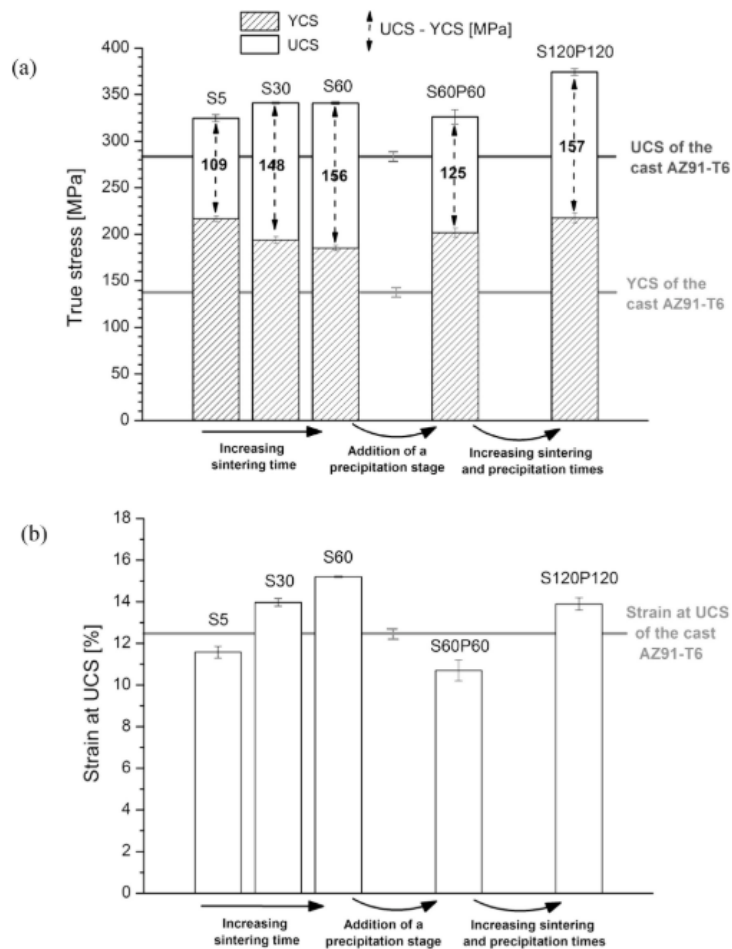 YCS
UCS
UCS - YCS [MPa]
(a)
S5
S30
S60
S60P60
S120P120
400
350
300
250
200
150
100
50
0
True stress [MPa]
109
148
156
125
157
UCS of the
cast AZ91-T6
YCS of the
cast AZ91-T6
Increasing
sintering time
Addition of a
precipitation stage
Increasing sintering
and precipitation times
(b)
18
16
14
12
10
8
6
4
2
0
Strain at UCS [%]
S5
S30
S60
S60P60
S120P120
Strain at UCS
of the cast
AZ91-T6
Increasing
sintering time
Addition of a
precipitation stage
Increasing sintering
and precipitation times